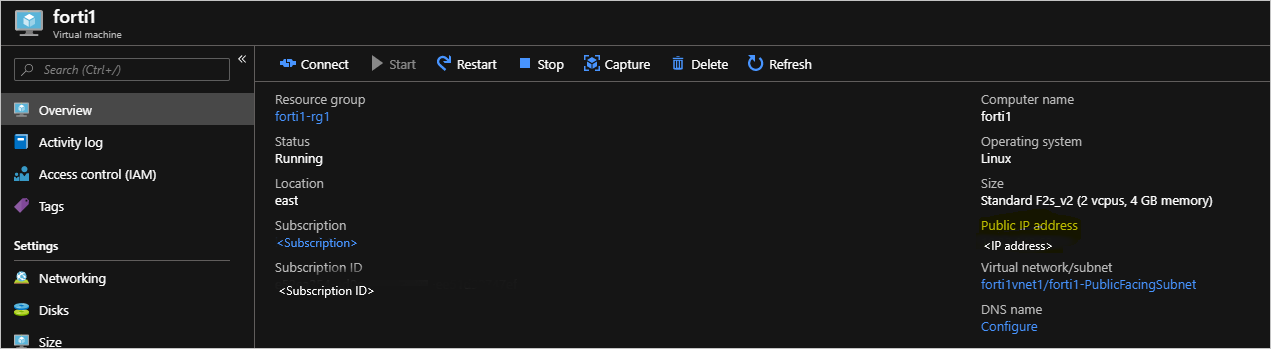 forti1
Virtual machine
«
Search (Ctrl+/)
Overview
Activity log
Access control (IAM)
Tags
Settings
Networking
Disks
Size
Connect Start Restart Stop Capture Delete Refresh
Resource group
forti1-rg1
Status
Running
Location
east
Subscription
<Subscription>
Subscription ID
<Subscription ID>
Computer name
forti1
Operating system
Linux
Size
Standard F2s_v2 (2 vcpus, 4 GB memory)
Public IP address
<IP address>
Virtual network/subnet
forti1vnet1/forti1-PublicFacingSubnet
DNS name
Configure